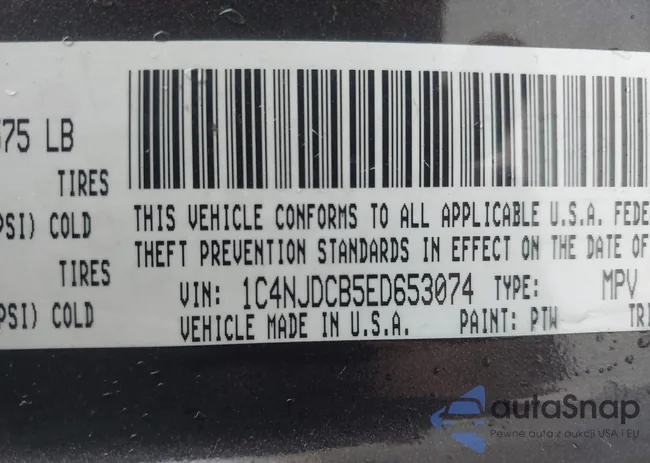 75 LB
TIRES
PSI) COLD
TIRES
PSI) COLD
THIS VEHICLE CONFORMS TO ALL APPLICABLE U.S.A. FEDE
THEFT PREVENTION STANDARDS IN EFFECT ON THE DATE OF
VIN: 1C4NJDCB5ED653074 TYPE: MPV
VEHICLE MADE IN U.S.A. PAINT: PTW TRI
autaSnap
Pewne auta z aukcji USA i EU